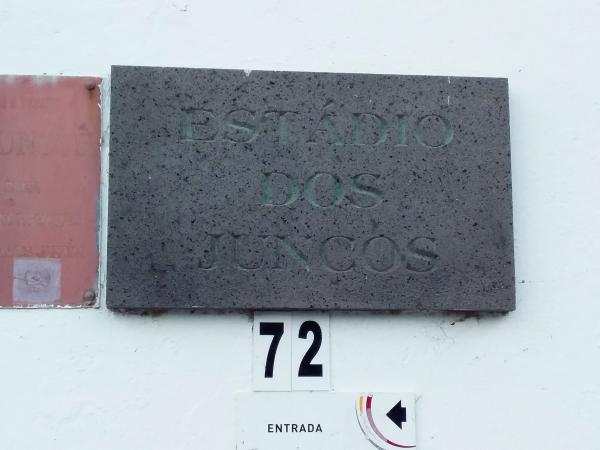 ESTÁDIO
DOS
JUNCOS
72
ENTRADA